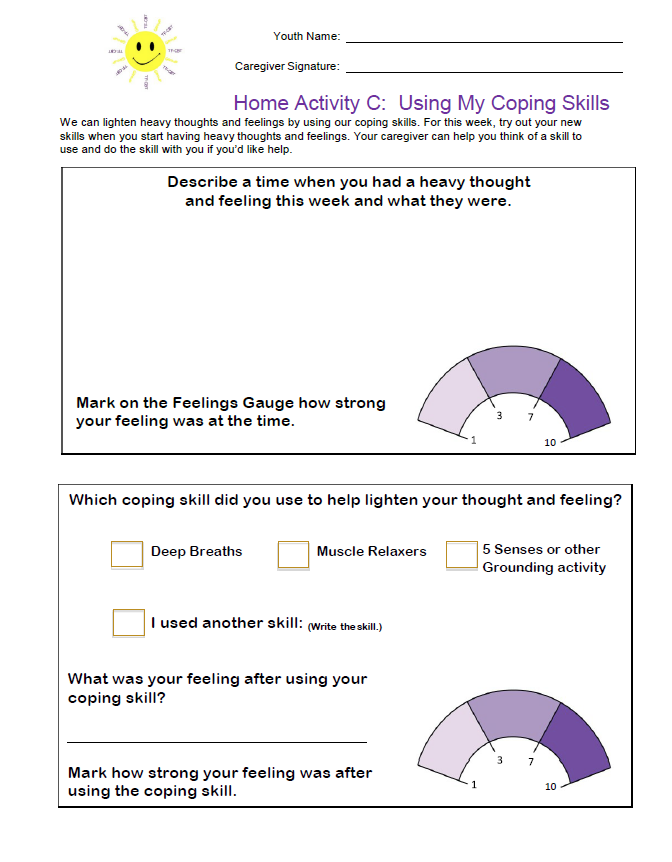 Youth Name:
Caregiver Signature:
Home Activity C:  Using My Coping Skills
We can lighten heavy thoughts and feelings by using our coping skills. For this week, try out your new
skills when you start having heavy thoughts and feelings. Your caregiver can help you think of a skill to
use and do the skill with you if you'd like help.
Describe a time when you had a heavy thought
and feeling this week and what they were.
Mark on the Feelings Gauge how strong
your feeling was at the time.
1
3
7
10
Which coping skill did you use to help lighten your thought and feeling?
Deep Breaths
Muscle Relaxers
5 Senses or other
Grounding activity
I used another skill: (Write the skill.)
What was your feeling after using your
coping skill?
Mark how strong your feeling was after
using the coping skill.
1
3
7
10